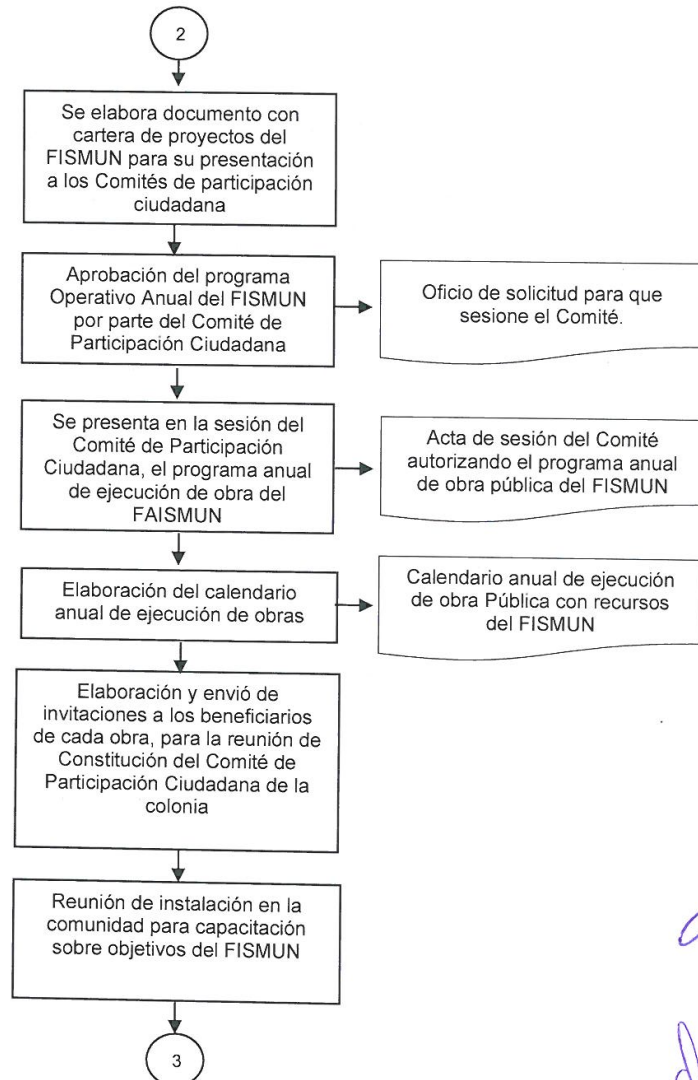 2
Se elabora documento con
cartera de proyectos del
FISMUN para su presentación
a los Comités de participación
ciudadana
Aprobación del programa
Operativo Anual del FISMUN
por parte del Comité de
Participación Ciudadana
Oficio de solicitud para que
sesione el Comité.
Se presenta en la sesión del
Comité de Participación
Ciudadana, el programa anual
de ejecución de obra del
FAISMUN
Acta de sesión del Comité
autorizando el programa anual
de obra pública del FISMUN
Elaboración del calendario
anual de ejecución de obras
Calendario anual de ejecución
de obra Pública con recursos
del FISMUN
Elaboración y envió de
invitaciones a los beneficiarios
de cada obra, para la reunión de
Constitución del Comité de
Participación Ciudadana de la
colonia
Reunión de instalación en la
comunidad para capacitación
sobre objetivos del FISMUN
3